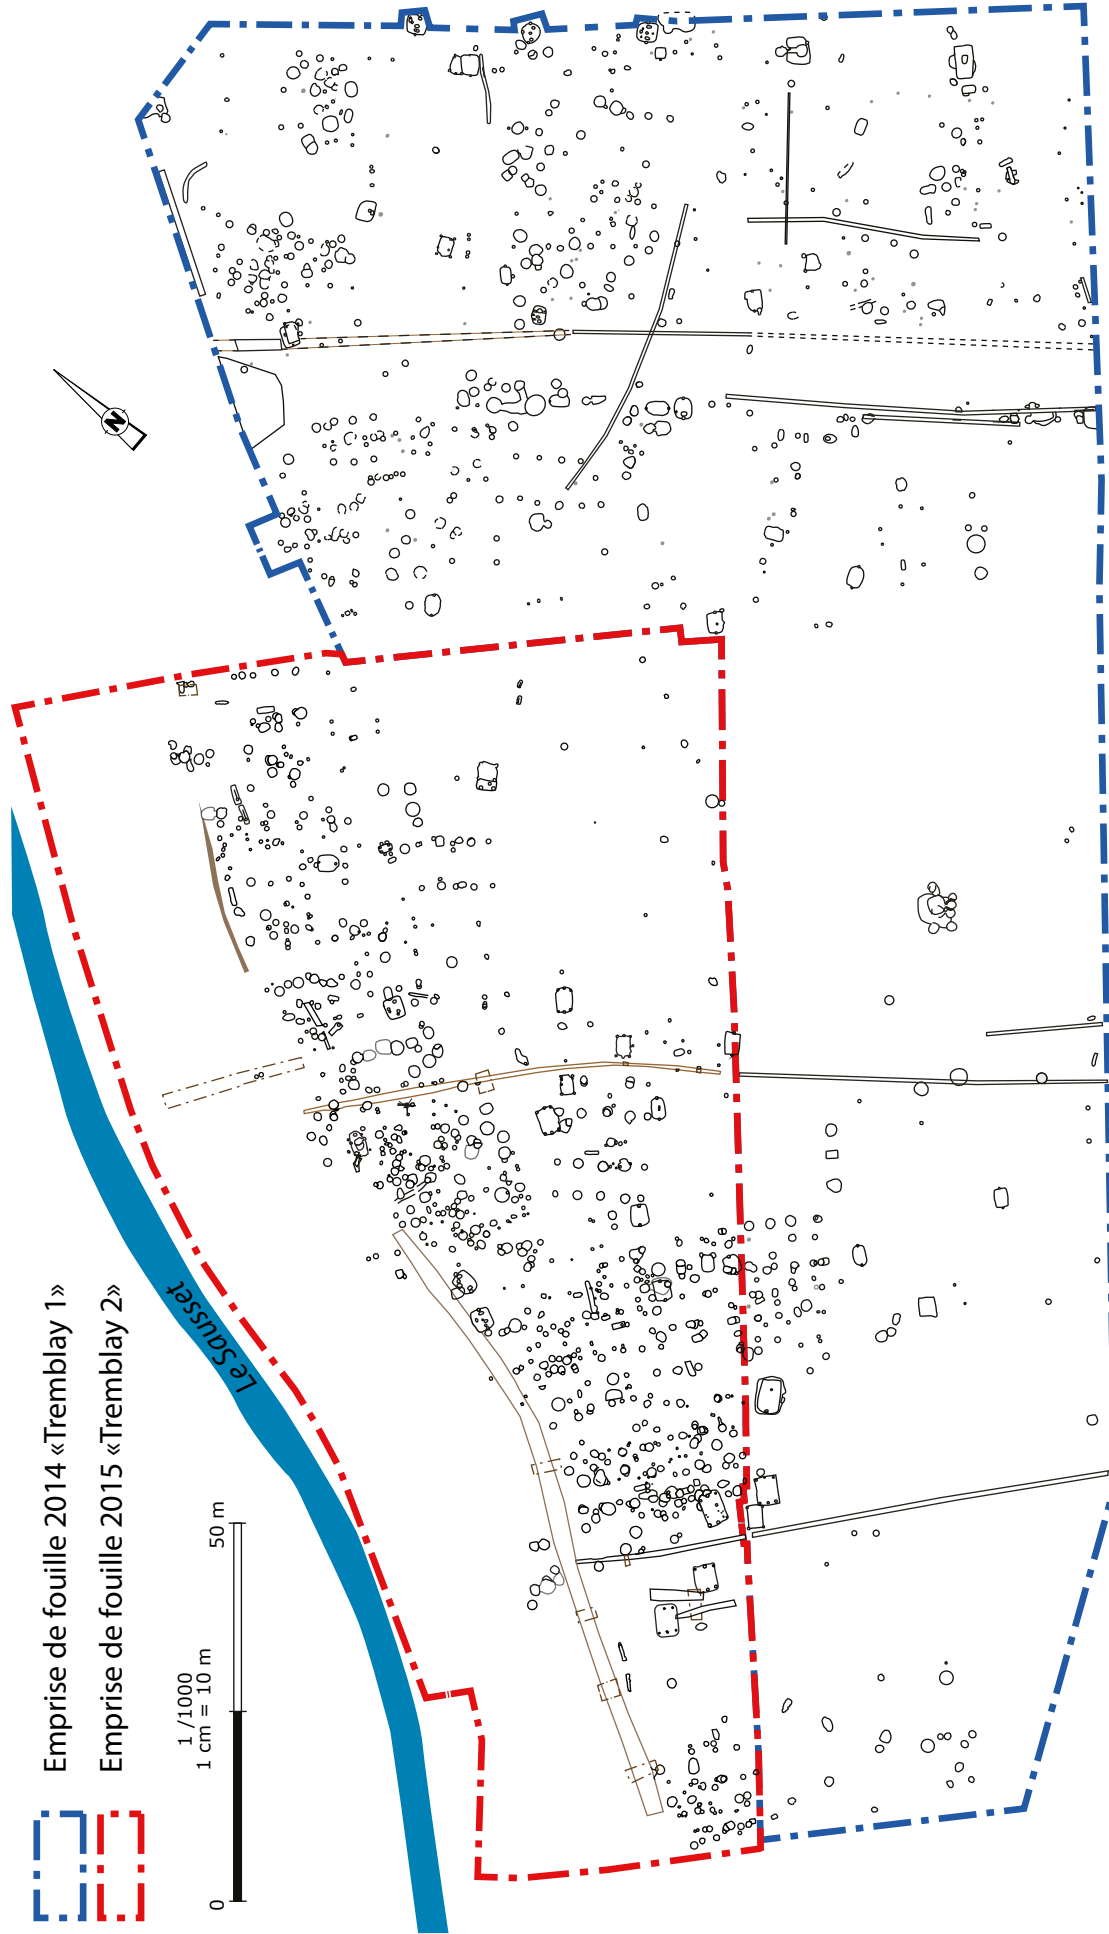 Emprise de fouille 2014 «Tremblay 1»
Emprise de fouille 2015 «Tremblay 2»
1 /1000
1 cm = 10 m
0
50 m
Le Sausset
N